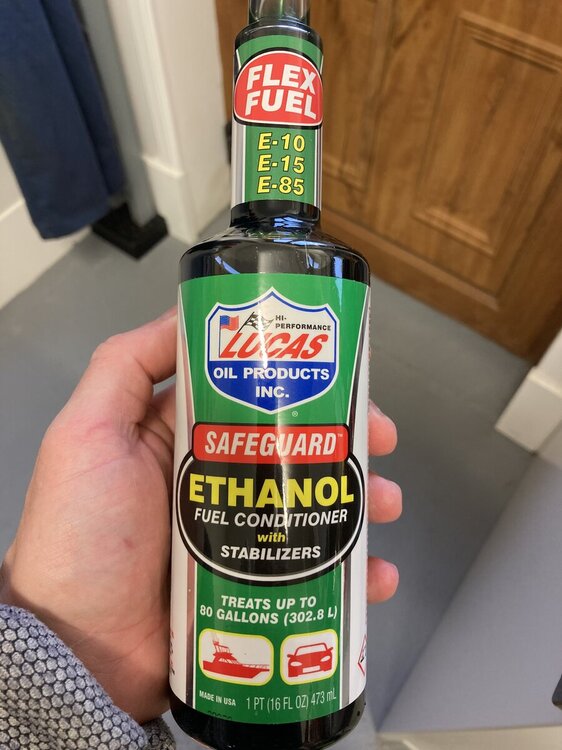 FLEX
FUEL
E-10
E-15
E-85
HI-
PERFORMANCE
LUCAS
OIL PRODUCTS
INC.
®
SAFEGUARD™
ETHANOL
FUEL CONDITIONER
with
STABILIZERS
TREATS UP TO
80 GALLONS (302.8 L)
MADE IN USA 1 PT (16 FL OZ) 473 mL